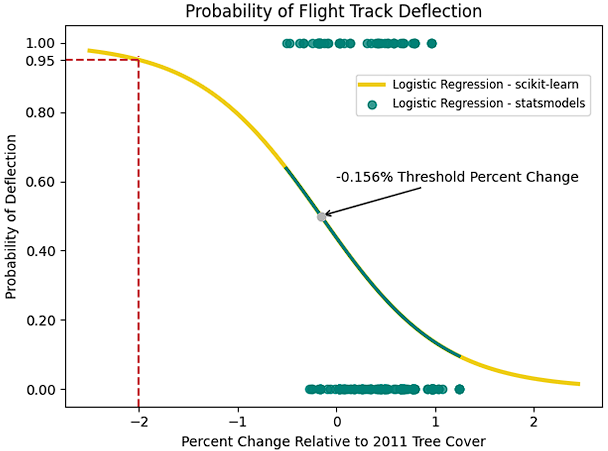 Probability of Flight Track Deflection
Probability of Deflection
1.00
0.95
0.80
0.60
0.40
0.20
0.00
Logistic Regression - scikit-learn
Logistic Regression - statsmodels
-0.156% Threshold Percent Change
−2
−1
0
1
2
Percent Change Relative to 2011 Tree Cover